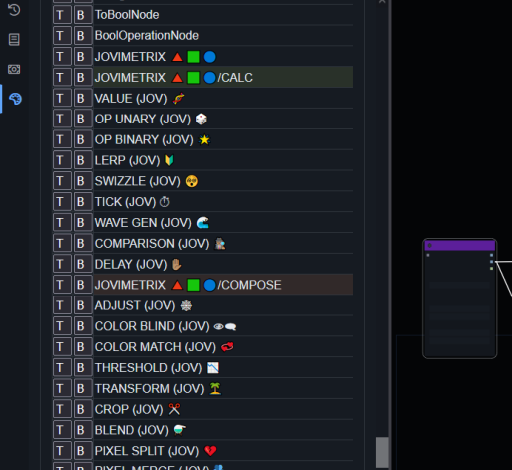 T B ToBoolNode
T B BoolOperationNode
T B JOVIMETRIX 🔺🟩🔵
T B JOVIMETRIX 🔺🟩🔵/CALC
T B VALUE (JOV) 🧬
T B OP UNARY (JOV) 🎲
T B OP BINARY (JOV) 🌟
T B LERP (JOV) 🔰
T B SWIZZLE (JOV) 😵
T B TICK (JOV) ⏱
T B WAVE GEN (JOV) 🌊
T B COMPARISON (JOV) 🕵🏽
T B DELAY (JOV) ✋🏽
T B JOVIMETRIX 🔺🟩🔵/COMPOSE
T B ADJUST (JOV) 🕸️
T B COLOR BLIND (JOV) 👁‍🗨
T B COLOR MATCH (JOV) 💞
T B THRESHOLD (JOV) 📉
T B TRANSFORM (JOV) 🏝️
T B CROP (JOV) ✂️
T B BLEND (JOV) ⚗️
T B PIXEL SPLIT (JOV) 💔
T B PIXEL MERGE (JOV) 🫂